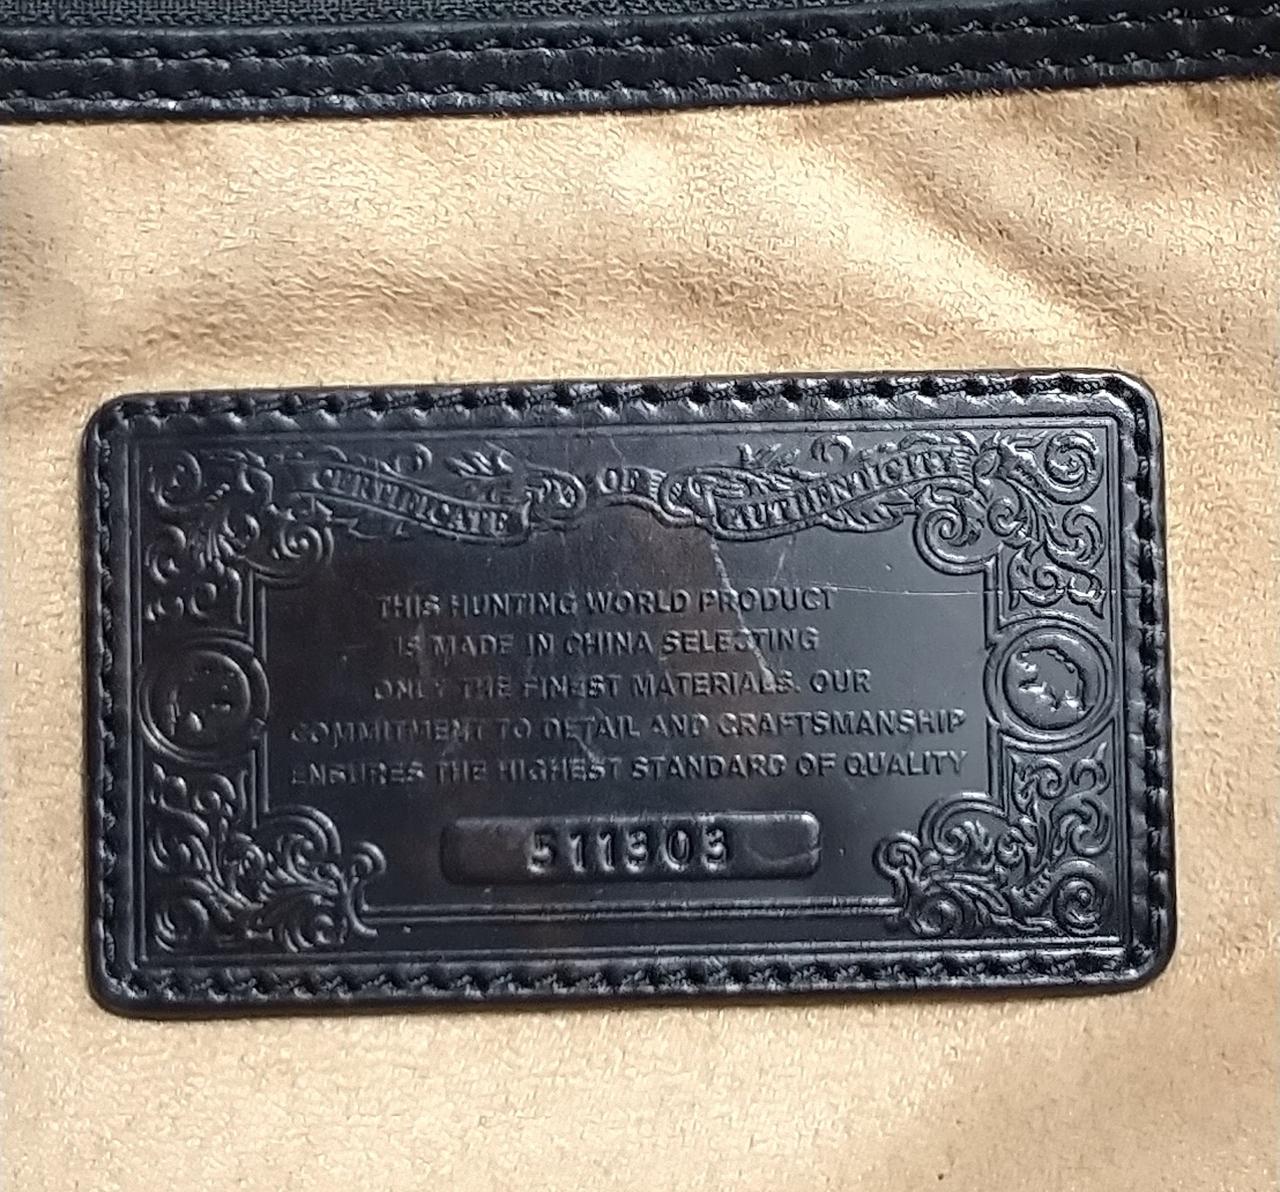 CERTIFICATE OF AUTHENTICITY
THIS HUNTING WORLD PRODUCT
IS MADE IN CHINA SELECTING
ONLY THE FINEST MATERIALS. OUR
COMMITMENT TO DETAIL AND CRAFTSMANSHIP
ENSURES THE HIGHEST STANDARD OF QUALITY
511303